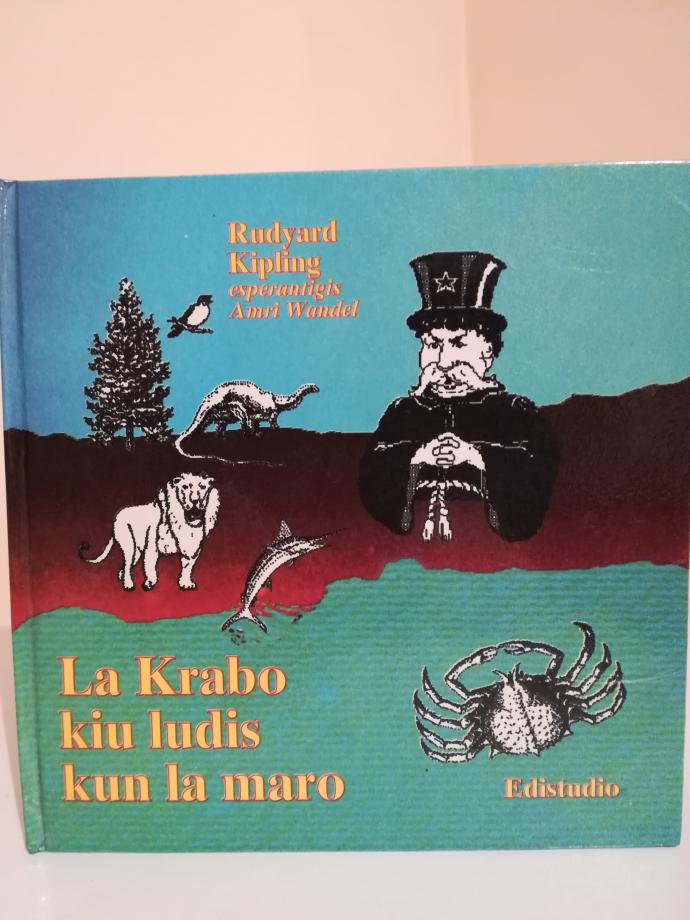 Rudyard
Kipling
esperantigis
Amri Wandel
La Krabo
kiu ludis
kun la maro
Edistudio